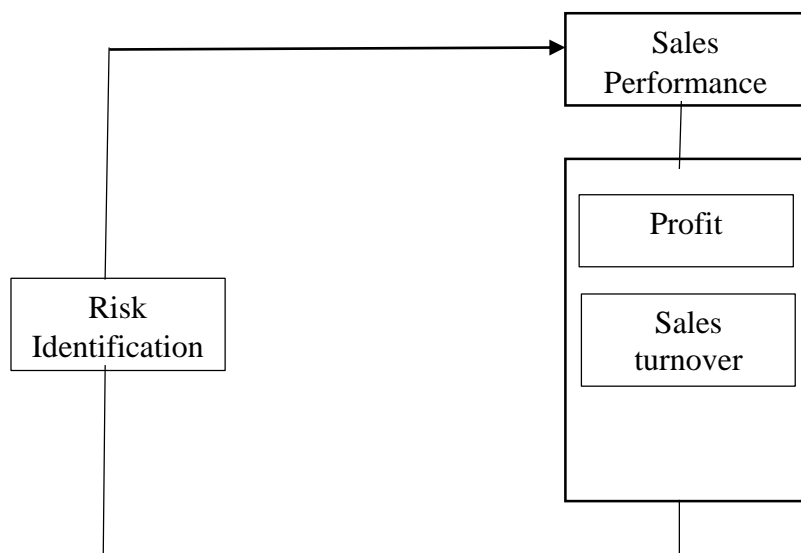 Sales
Performance
Profit
Risk
Identification
Sales
turnover